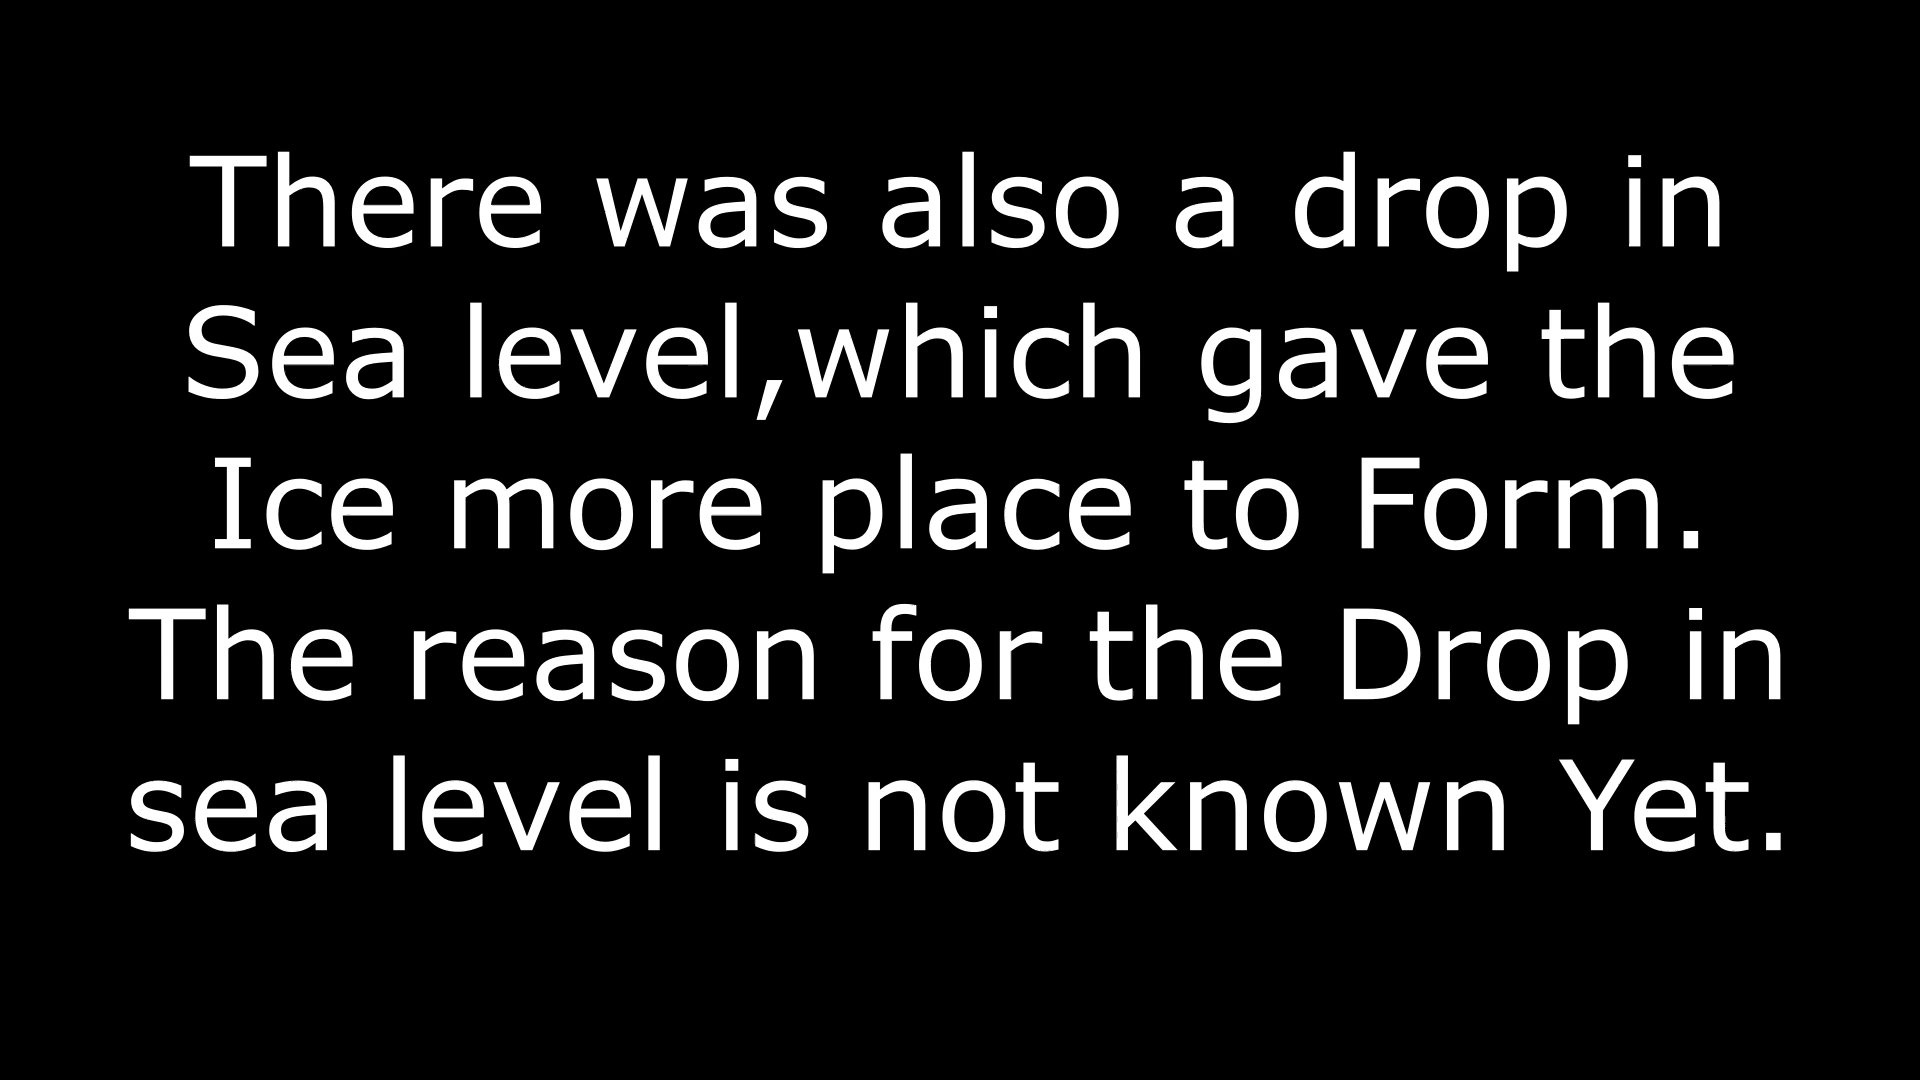 There was also a drop in
Sea level,which gave the
Ice more place to Form.
The reason for the Drop in
sea level is not known Yet.